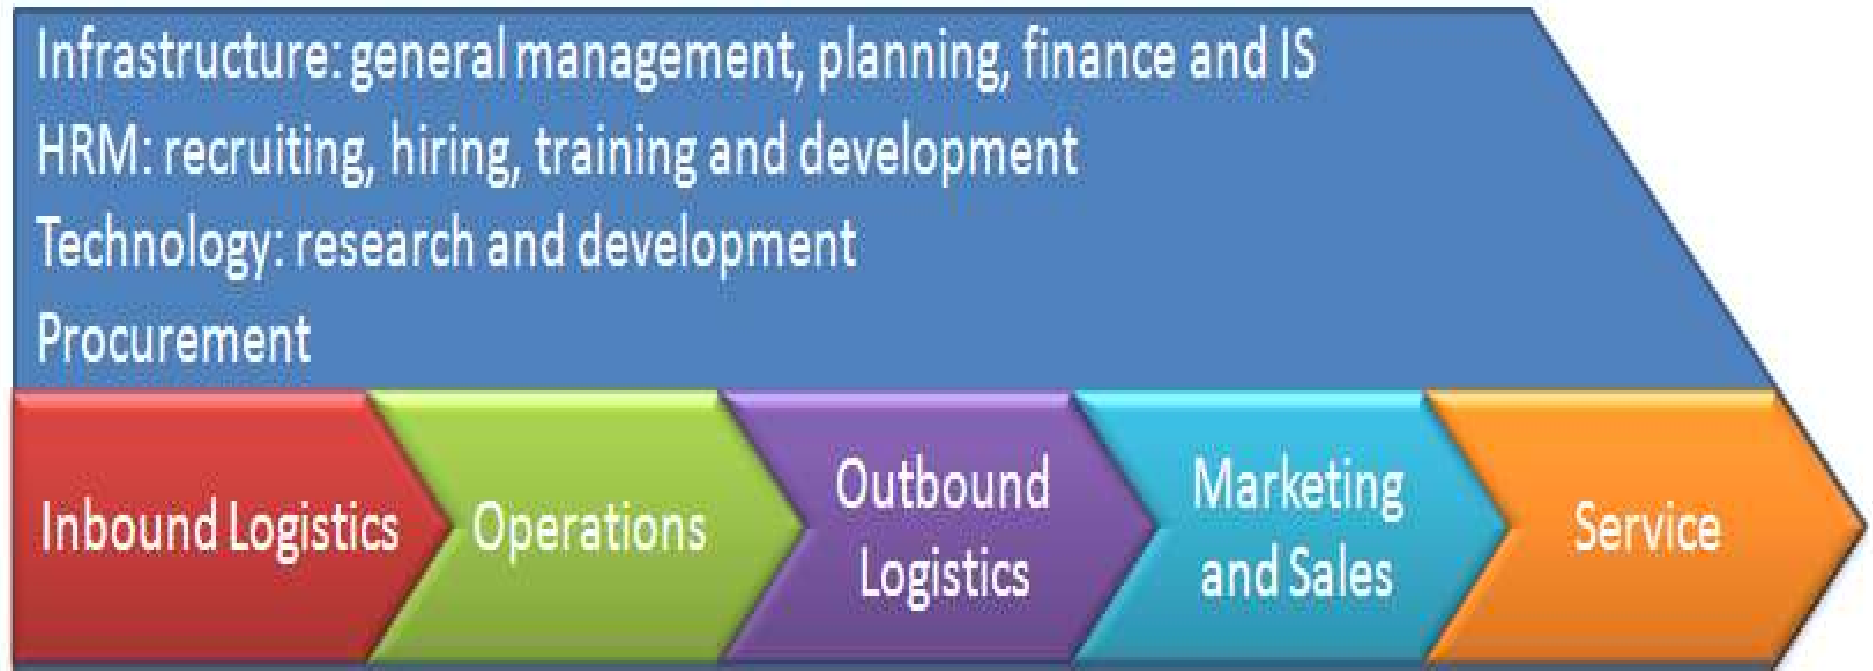 Infrastructure: general management, planning, finance and IS
HRM: recruiting, hiring, training and development
Technology: research and development
Procurement
Inbound Logistics
Operations
Outbound
Logistics
Marketing
and Sales
Service